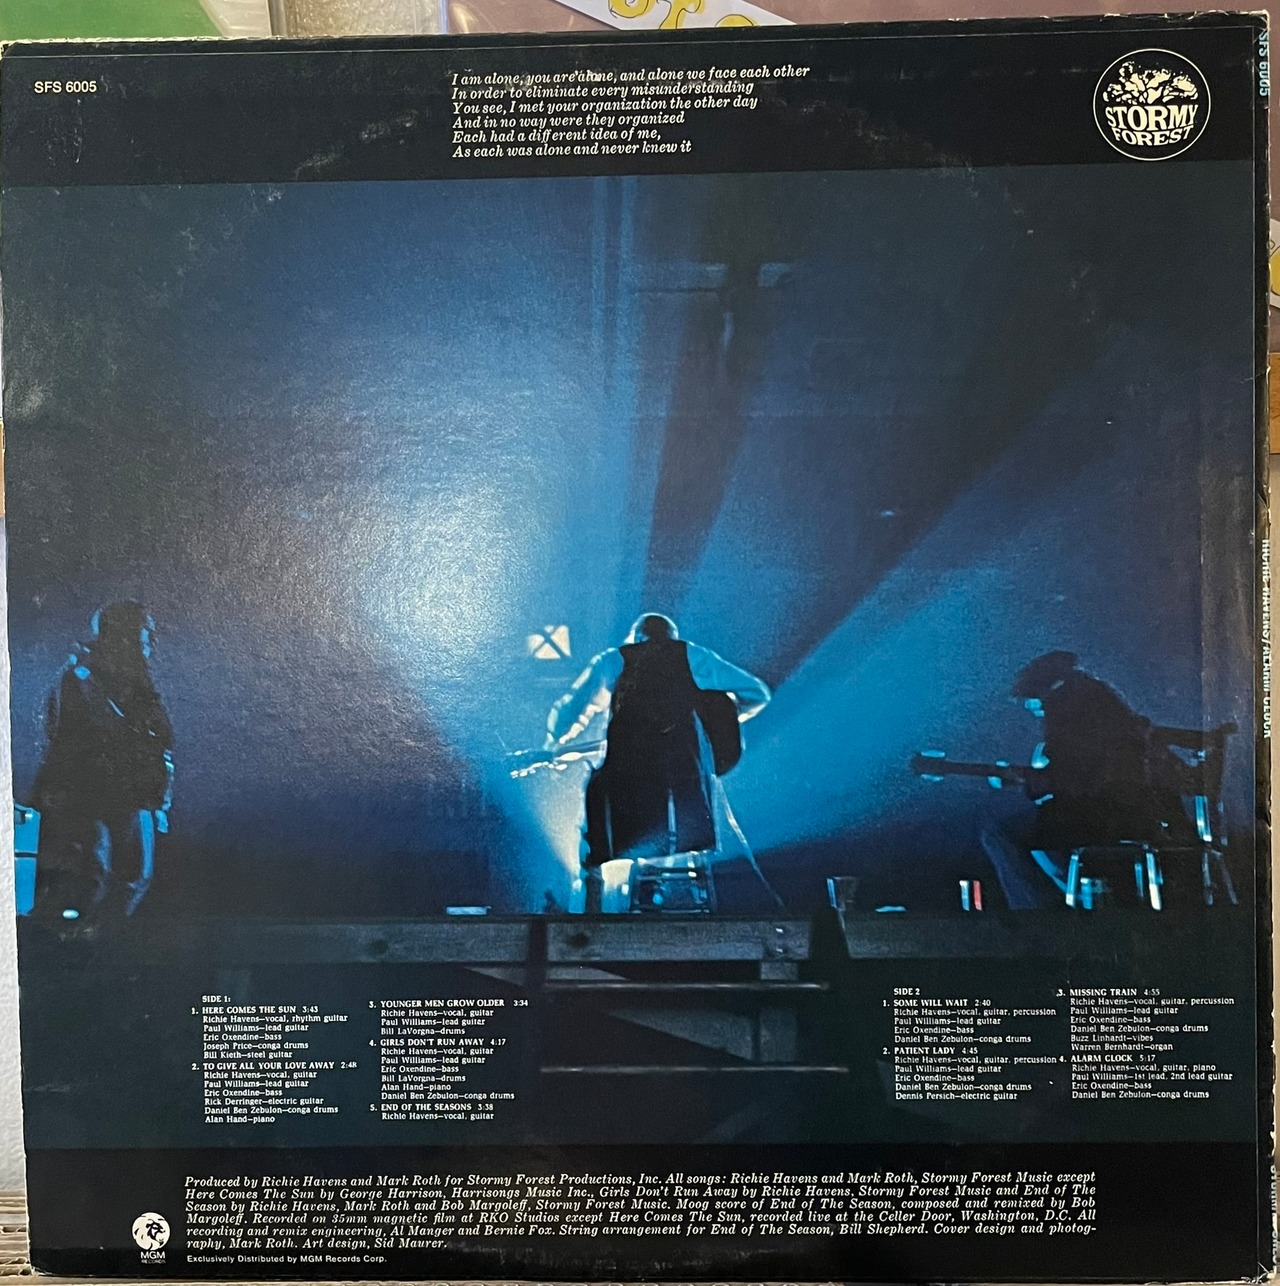 SFS 6005
I am alone, you are alone, and alone we face each other
In order to eliminate every misunderstanding
You see, I met your organization the other day
And in no way were they organized
Each had a different idea of me,
As each was alone and never knew it
STORMY
FOREST
SFS 6005
RICHIE HAVENS/ALARM CLOCK
SIDE 1:
1. HERE COMES THE SUN 3:43
Richie Havens—vocal, rhythm guitar
Paul Williams—lead guitar
Eric Oxendine—bass
Joseph Price—conga drums
Bill Kieth—steel guitar
2. TO GIVE ALL YOUR LOVE AWAY 2:48
Richie Havens—vocal, guitar
Paul Williams—lead guitar
Eric Oxendine—bass
Rick Derringer—electric guitar
Daniel Ben Zebulon—conga drums
Alan Hand—piano
3. YOUNGER MEN GROW OLDER 3:34
Richie Havens—vocal, guitar
Paul Williams—lead guitar
Bill LaVorgna—drums
4. GIRLS DON'T RUN AWAY 4:17
Richie Havens—vocal, guitar
Paul Williams—lead guitar
Eric Oxendine—bass
Bill LaVorgna—drums
Alan Hand—piano
Daniel Ben Zebulon—conga drums
5. END OF THE SEASONS 3:38
Richie Havens—vocal, guitar
SIDE 2
1. SOME WILL WAIT 2:40
Richie Havens—vocal, guitar, percussion
Paul Williams—lead guitar
Eric Oxendine—bass
Daniel Ben Zebulon—conga drums
2. PATIENT LADY 4:45
Richie Havens—vocal, guitar, percussion
Paul Williams—lead guitar
Eric Oxendine—bass
Daniel Ben Zebulon—conga drums
Dennis Persich—electric guitar
3. MISSING TRAIN 4:55
Richie Havens—vocal, guitar, percussion
Paul Williams—lead guitar
Eric Oxendine—bass
Daniel Ben Zebulon—conga drums
Buzz Linhardt—vibes
Warren Bernhardt—organ
4. ALARM CLOCK 5:17
Richie Havens—vocal, guitar, piano
Paul Williams—1st lead, 2nd lead guitar
Eric Oxendine—bass
Daniel Ben Zebulon—conga drums
Produced by Richie Havens and Mark Roth for Stormy Forest Productions, Inc. All songs: Richie Havens and Mark Roth, Stormy Forest Music except
Here Comes The Sun by George Harrison, Harrisongs Music Inc., Girls Don't Run Away by Richie Havens, Stormy Forest Music and End of The
Season by Richie Havens, Mark Roth and Bob Margoleff, Stormy Forest Music. Moog score of End of The Season, composed and remixed by Bob
Margoleff. Recorded on 35mm magnetic film at RKO Studios except Here Comes The Sun, recorded live at the Celler Door, Washington, D.C. All
recording and remix engineering, Al Manger and Bernie Fox. String arrangement for End of The Season, Bill Shepherd. Cover design and photog-
raphy, Mark Roth. Art design, Sid Maurer.
MGM
RECORDS
Exclusively Distributed by MGM Records Corp.